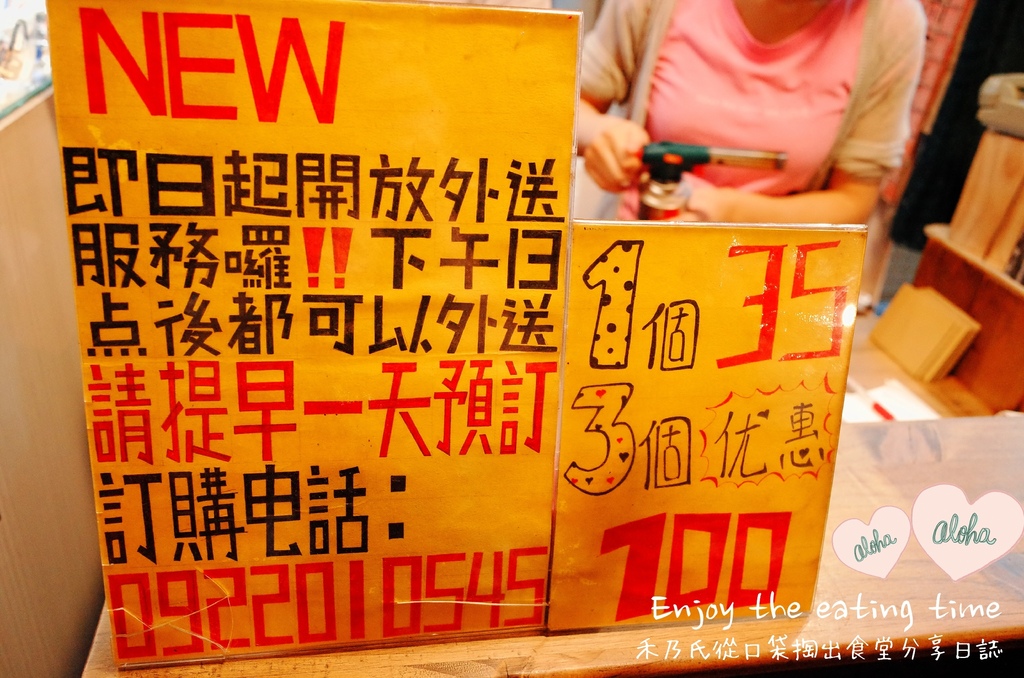 NEW
即日起開放外送
服務囉!! 下午1日
点後都可以外送
請提早一天預訂
訂購电話:
0922010545
1個 35
3個优惠
100
aloha
aloha
Enjoy the eating time
禾乃氏從口袋掏出食堂分享日誌